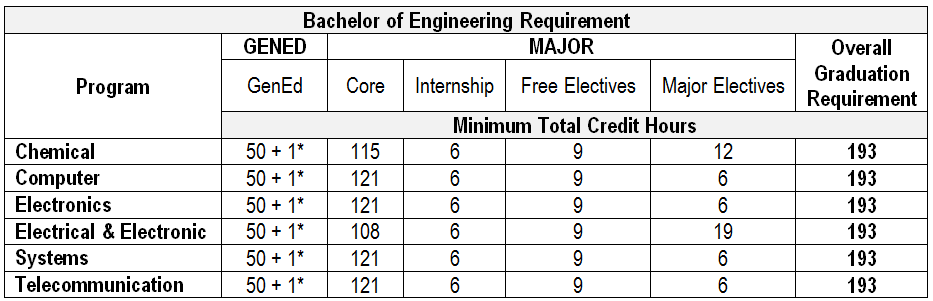 Bachelor of Engineering Requirement
Program GENED MAJOR Overall Graduation Requirement
GenEd Core Internship Free Electives Major Electives
Minimum Total Credit Hours
Chemical 50 + 1* 115 6 9 12 193
Computer 50 + 1* 121 6 9 6 193
Electronics 50 + 1* 121 6 9 6 193
Electrical & Electronic 50 + 1* 108 6 9 19 193
Systems 50 + 1* 121 6 9 6 193
Telecommunication 50 + 1* 121 6 9 6 193